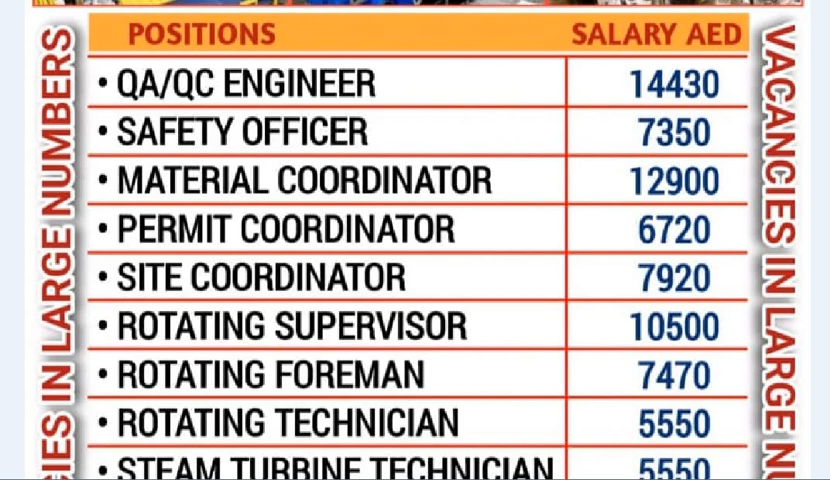 POSITIONS SALARY AED
• QA/QC ENGINEER 14430
• SAFETY OFFICER 7350
• MATERIAL COORDINATOR 12900
• PERMIT COORDINATOR 6720
• SITE COORDINATOR 7920
• ROTATING SUPERVISOR 10500
• ROTATING FOREMAN 7470
• ROTATING TECHNICIAN 5550
• STEAM TURBINE TECHNICIAN 5550
CIES IN LARGE NUMBERS
VACANCIES IN LARGE NU